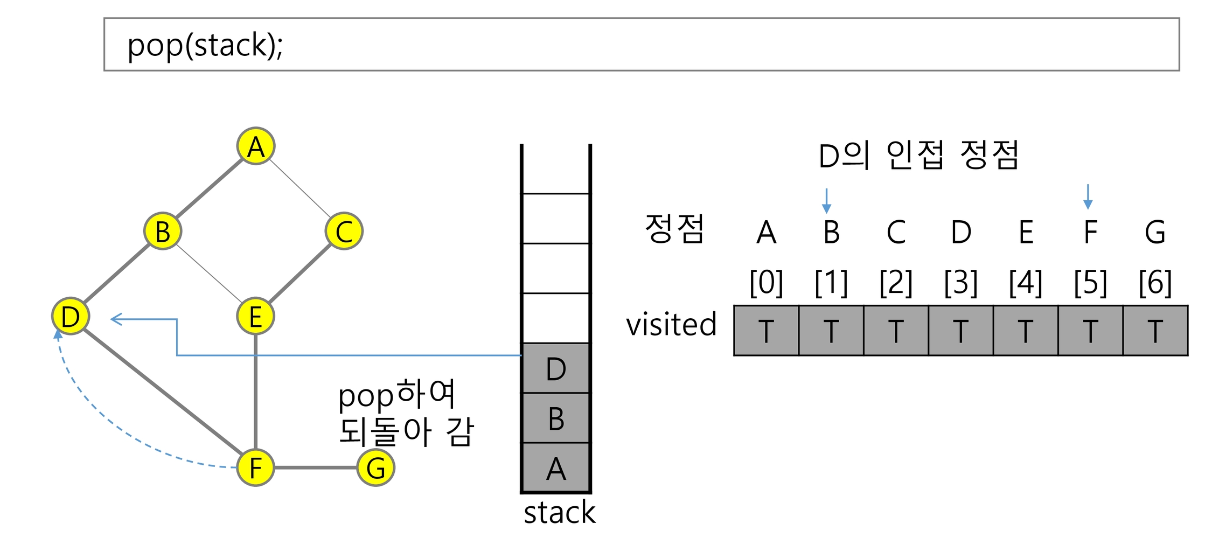 pop(stack);
A
B
C
D
E
F
G
pop하여
되돌아 감
D
B
A
stack
D의 인접 정점
정점 A B C D E F G
[0] [1] [2] [3] [4] [5] [6]
visited T T T T T T T